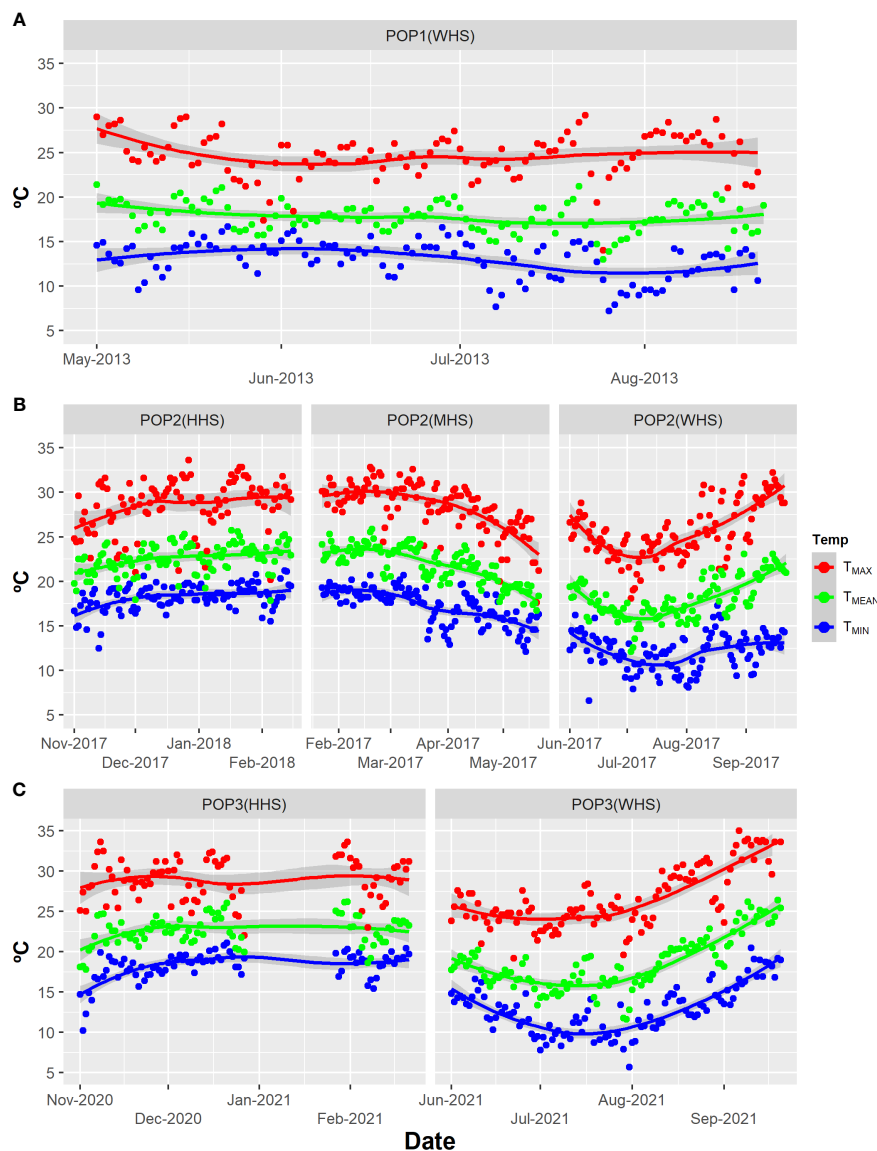 A
POP1(WHS)
35
30
25
20
15
10
5
ºC
May-2013
Jun-2013
Jul-2013
Aug-2013
B
POP2(HHS)
POP2(MHS)
POP2(WHS)
35
30
25
20
15
10
5
ºC
Nov-2017
Dec-2017
Jan-2018
Feb-2018
Feb-2017
Mar-2017
Apr-2017
May-2017
Jun-2017
Jul-2017
Aug-2017
Sep-2017
Temp
TMAX
TMEAN
TMIN
C
POP3(HHS)
POP3(WHS)
35
30
25
20
15
10
5
ºC
Nov-2020
Dec-2020
Jan-2021
Feb-2021
Jun-2021
Jul-2021
Aug-2021
Sep-2021
Date